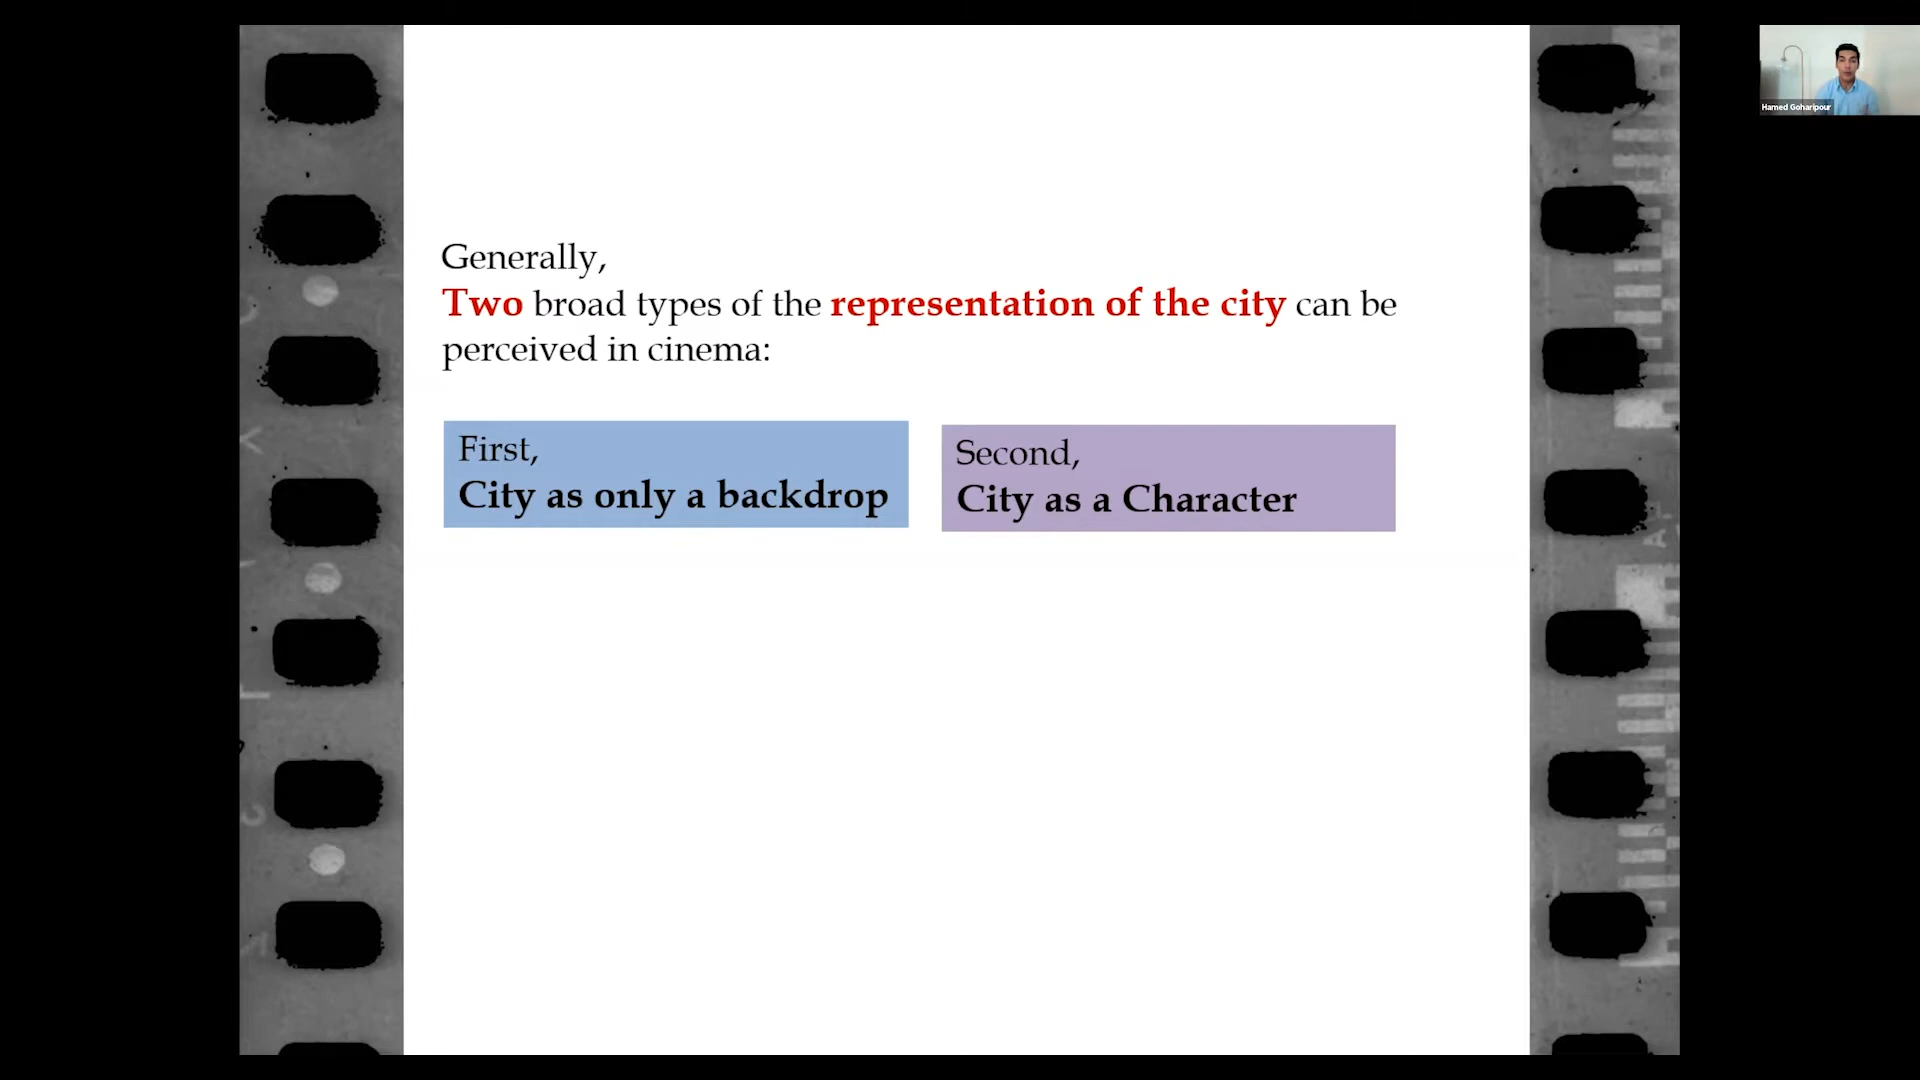 Generally,
Two broad types of the representation of the city can be
perceived in cinema:
First,
City as only a backdrop
Second,
City as a Character
Hamed Goharipour